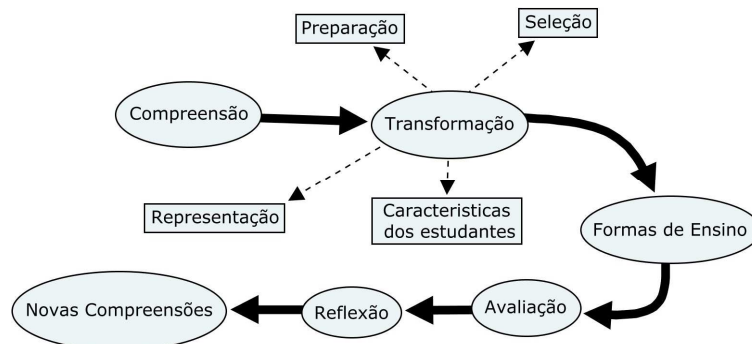 Preparação
Seleção
Compreensão
Transformação
Representação
Caracteristicas
dos estudantes
Formas de Ensino
Avaliação
Reflexão
Novas Compreensões